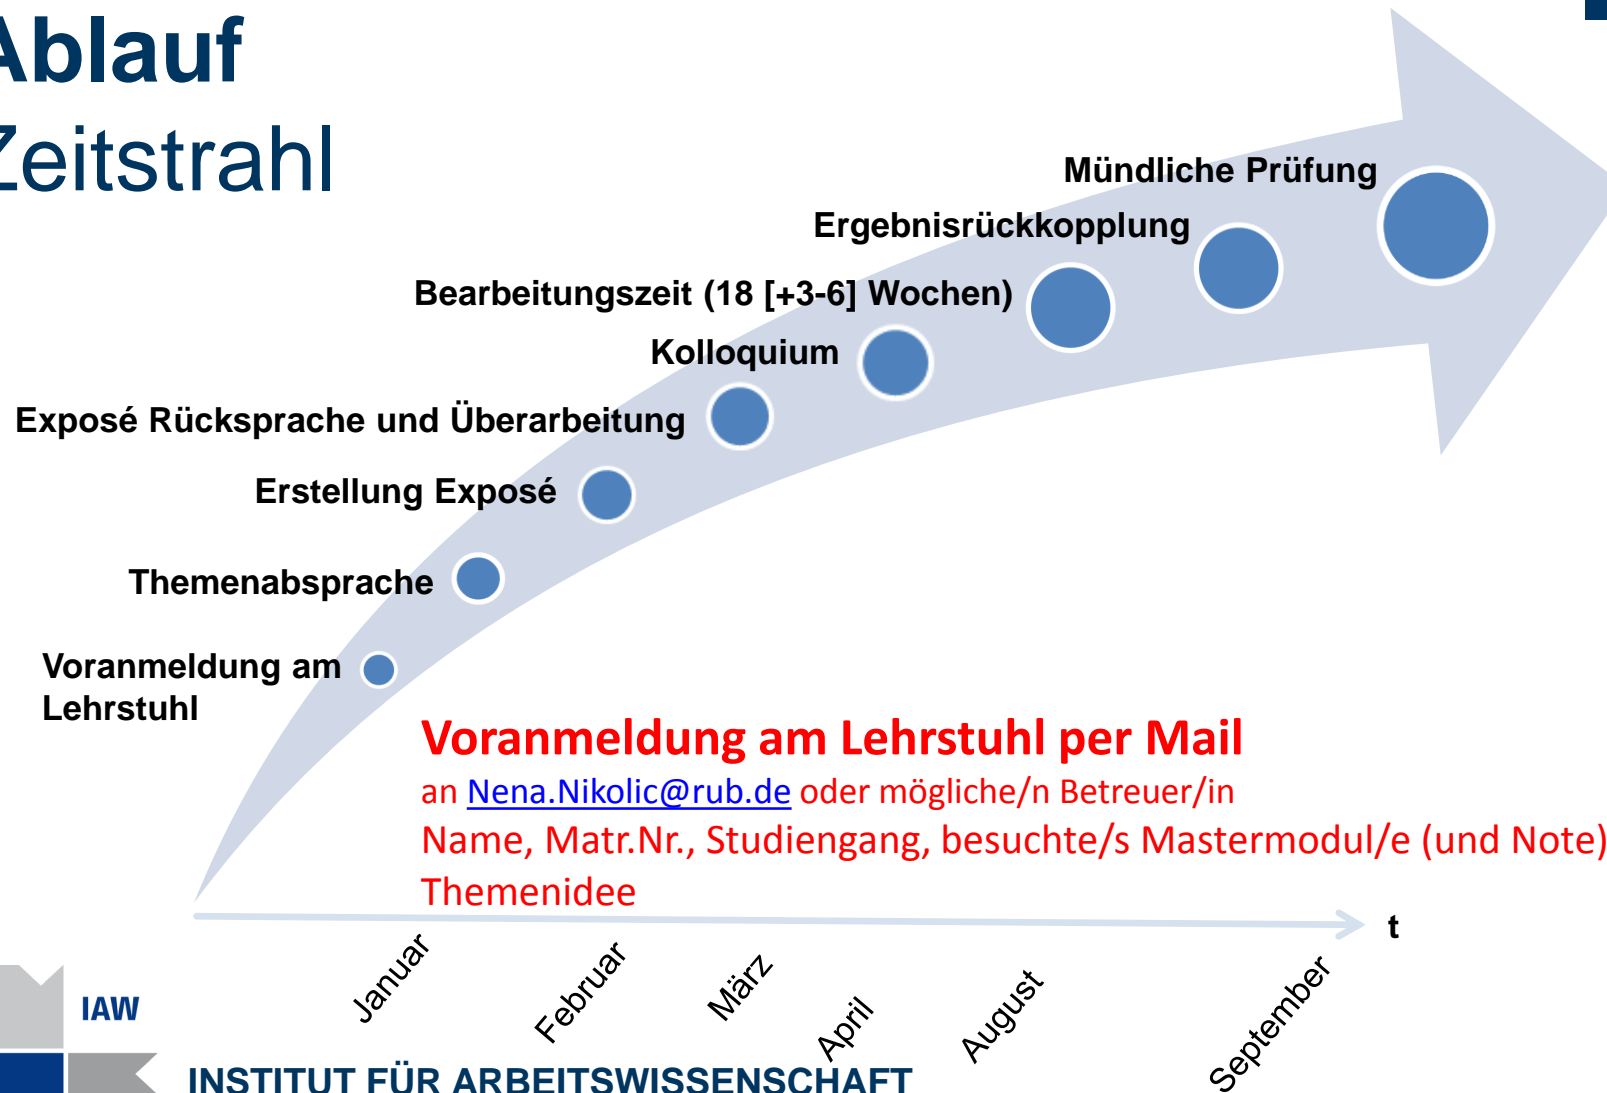 Ablauf
Zeitstrahl
Mündliche Prüfung
Ergebnisrückkopplung
Bearbeitungszeit (18 [+3-6] Wochen)
Kolloquium
Exposé Rücksprache und Überarbeitung
Erstellung Exposé
Themenabsprache
Voranmeldung am
Lehrstuhl
Voranmeldung am Lehrstuhl per Mail
an Nena.Nikolic@rub.de oder mögliche/n Betreuer/in
Name, Matr.Nr., Studiengang, besuchte/s Mastermodul/e (und Note)
Themenidee
t
Januar
Februar
März
April
August
September
IAW
INSTITUT FÜR ARBEITSWISSENSCHAFT